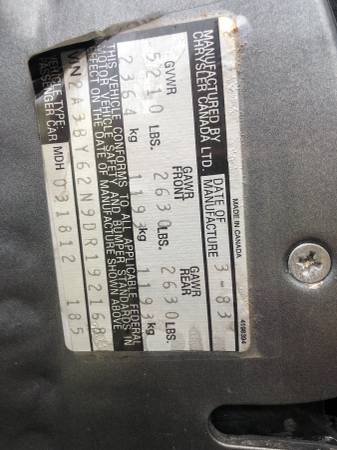 MANUFACTURED BY
CHRYSLER CANADA LTD.
DATE OF
MANUFACTURE 3-83
MADE IN CANADA
GVWR
GAWR
FRONT
GAWR
REAR
5210 LBS. 2630 LBS. 2630 LBS.
2364 kg 1193 kg 1193 kg
THIS VEHICLE CONFORMS TO ALL APPLICABLE FEDERAL
MOTOR VEHICLE SAFETY AND BUMPER STANDARDS IN
EFFECT ON THE DATE OF MANUFACTURE SHOWN ABOVE
VIN 2A3BY62N9DR192168
VEHICLE TYPE:
PASSENGER CAR MDH 031812 185
4198394